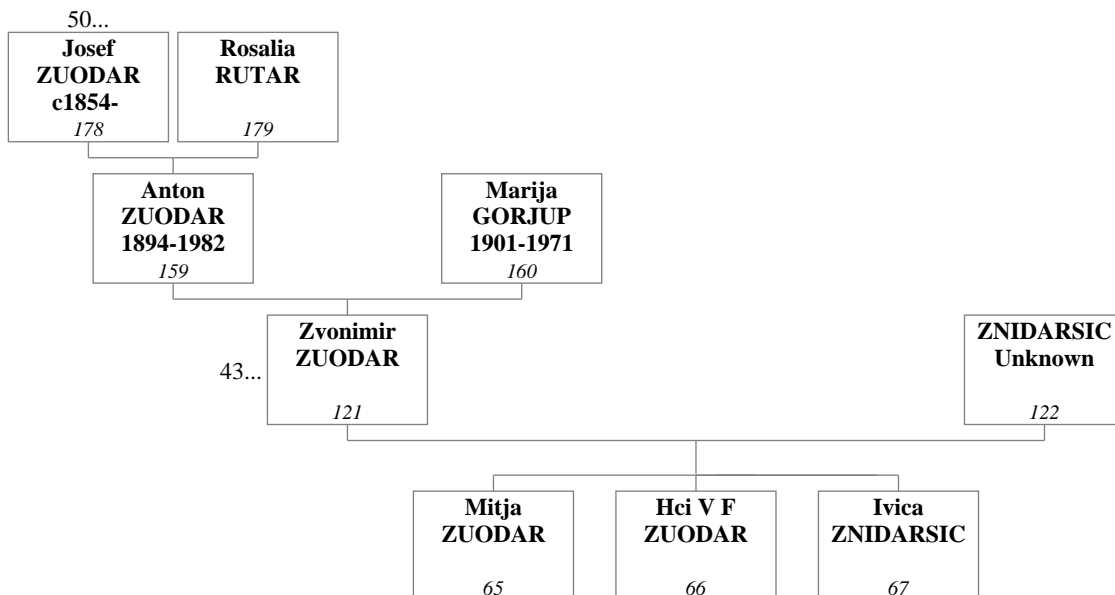 50...
Josef
ZUODAR
c1854-
178
Rosalia
RUTAR
179
Anton
ZUODAR
1894-1982
159
Marija
GORJUP
1901-1971
160
43...
Zvonimir
ZUODAR
121
ZNIDARSIC
Unknown
122
Mitja
ZUODAR
65
Hci V F
ZUODAR
66
Ivica
ZNIDARSIC
67